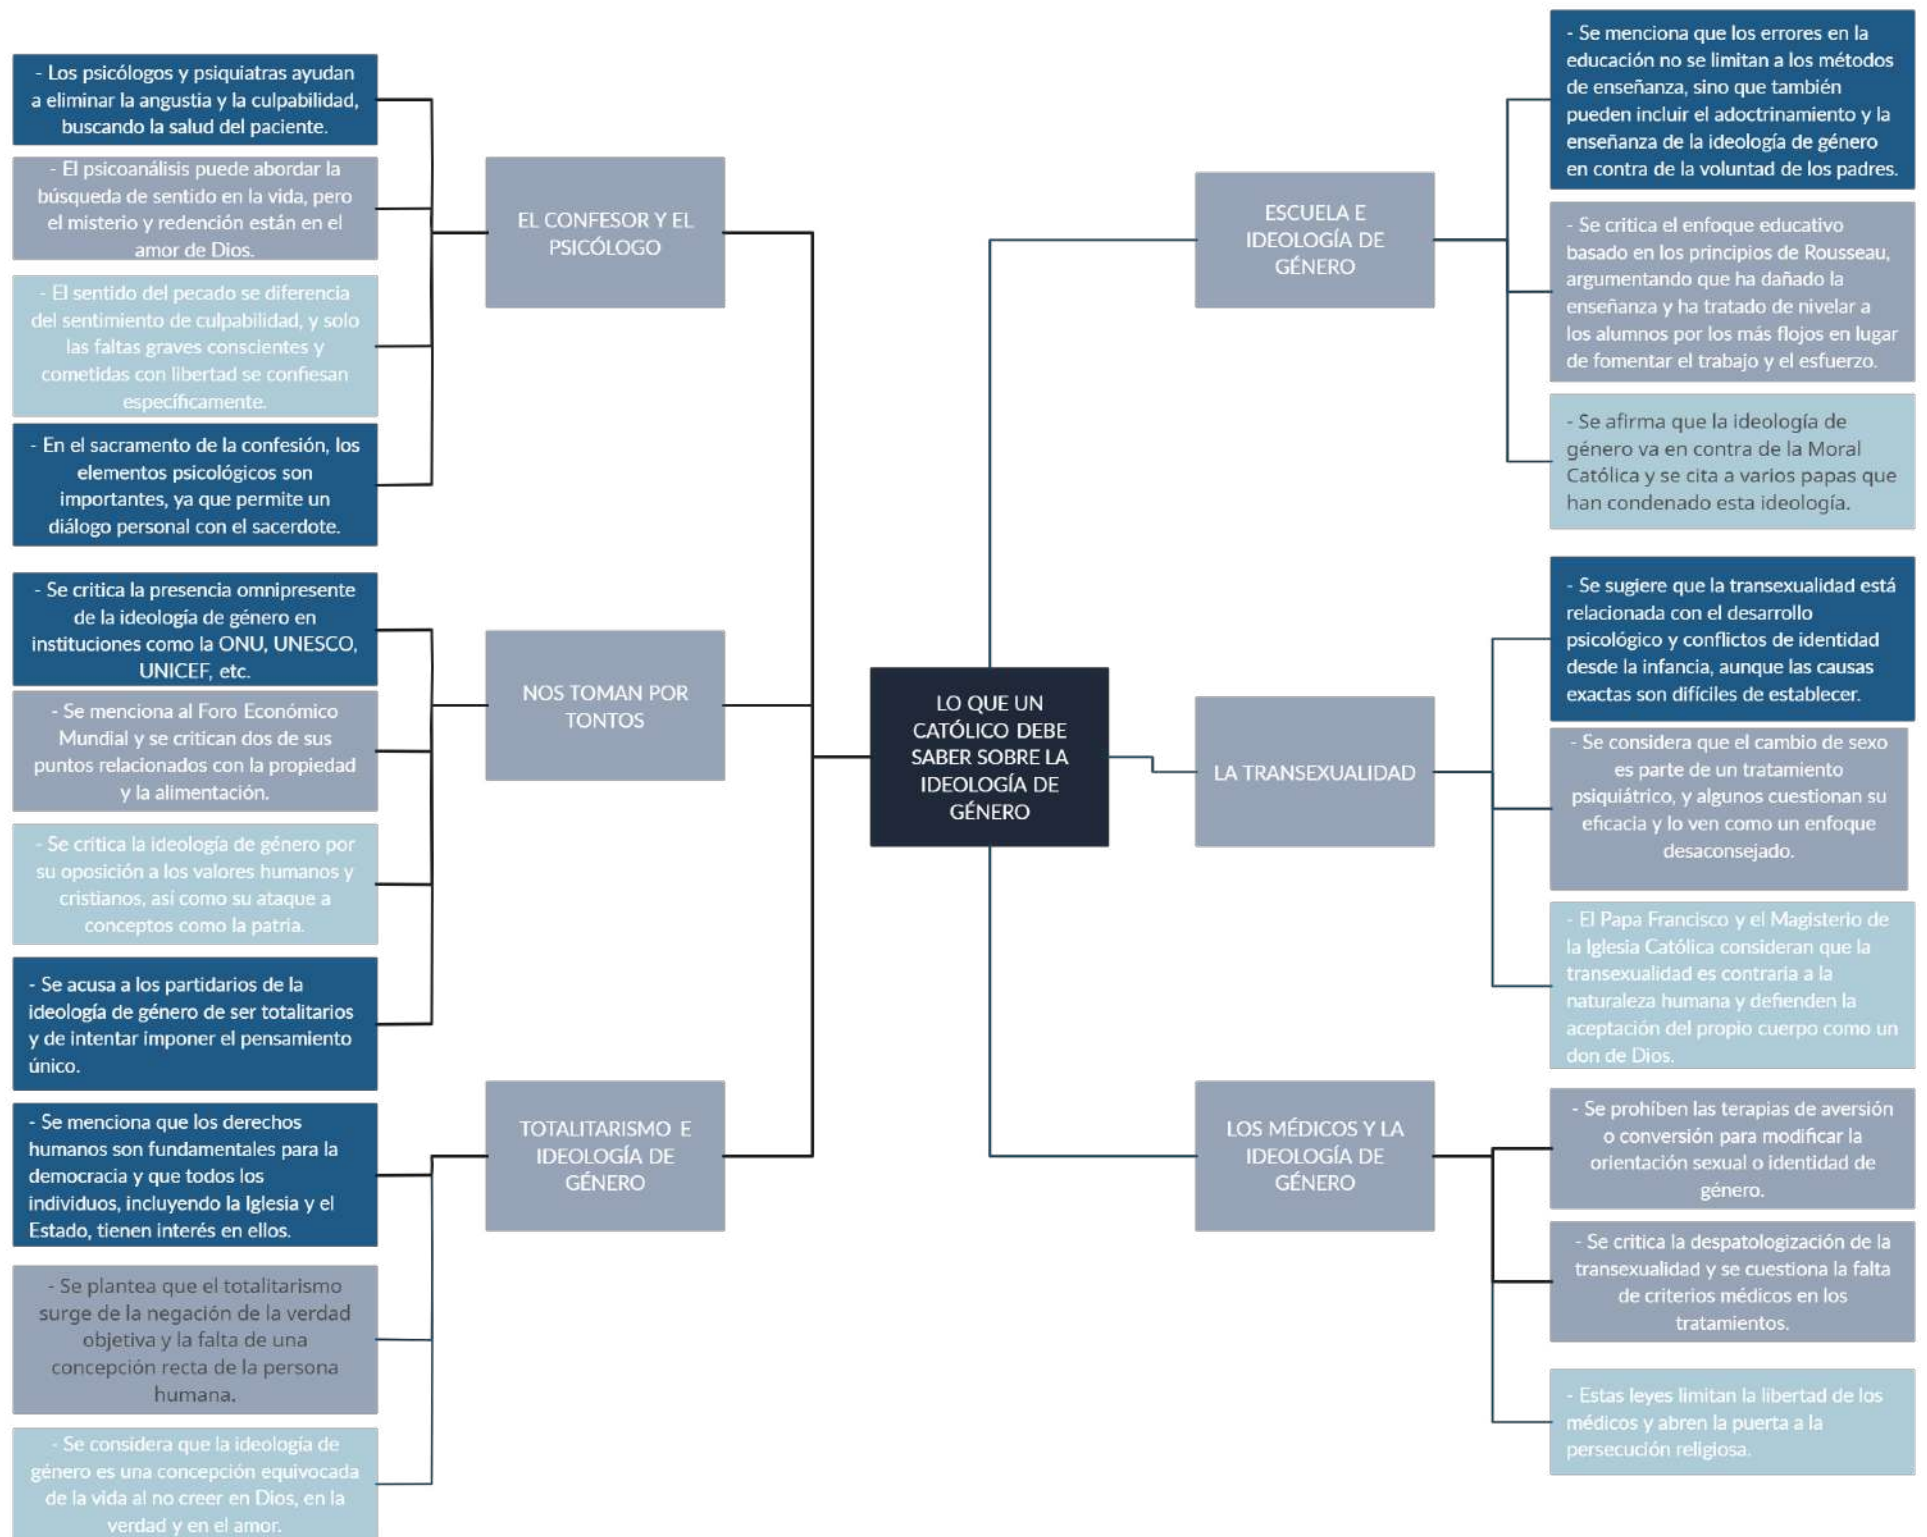 - Los psicólogos y psiquiatras ayudan
a eliminar la angustia y la culpabilidad,
buscando la salud del paciente.
- El psicoanálisis puede abordar la
búsqueda de sentido en la vida, pero
el misterio y redención están en el
amor de Dios.
- El sentido del pecado se diferencia
del sentimiento de culpabilidad, y solo
las faltas graves conscientes y
cometidas con libertad se confiesan
específicamente.
- En el sacramento de la confesión, los
elementos psicológicos son
importantes, ya que permite un
diálogo personal con el sacerdote.
EL CONFESOR Y EL
PSICÓLOGO
- Se critica la presencia omnipresente
de la ideología de género en
instituciones como la ONU, UNESCO,
UNICEF, etc.
- Se menciona al Foro Económico
Mundial y se critican dos de sus
puntos relacionados con la propiedad
y la alimentación.
- Se critica la ideología de género por
su oposición a los valores humanos y
cristianos, así como su ataque a
conceptos como la patria.
- Se acusa a los partidarios de la
ideología de género de ser totalitarios
y de intentar imponer el pensamiento
único.
NOS TOMAN POR
TONTOS
- Se menciona que los derechos
humanos son fundamentales para la
democracia y que todos los
individuos, incluyendo la Iglesia y el
Estado, tienen interés en ellos.
- Se plantea que el totalitarismo
surge de la negación de la verdad
objetiva y la falta de una
concepción recta de la persona
humana.
- Se considera que la ideología de
género es una concepción equivocada
de la vida al no creer en Dios, en la
verdad y en el amor.
TOTALITARISMO E
IDEOLOGÍA DE
GÉNERO
LO QUE UN
CATÓLICO DEBE
SABER SOBRE LA
IDEOLOGÍA DE
GÉNERO
ESCUELA E
IDEOLOGÍA DE
GÉNERO
- Se menciona que los errores en la
educación no se limitan a los métodos
de enseñanza, sino que también
pueden incluir el adoctrinamiento y la
enseñanza de la ideología de género
en contra de la voluntad de los padres.
- Se critica el enfoque educativo
basado en los principios de Rousseau,
argumentando que ha dañado la
enseñanza y ha tratado de nivelar a
los alumnos por los más flojos en lugar
de fomentar el trabajo y el esfuerzo.
- Se afirma que la ideología de
género va en contra de la Moral
Católica y se cita a varios papas que
han condenado esta ideología.
LA TRANSEXUALIDAD
- Se sugiere que la transexualidad está
relacionada con el desarrollo
psicológico y conflictos de identidad
desde la infancia, aunque las causas
exactas son difíciles de establecer.
- Se considera que el cambio de sexo
es parte de un tratamiento
psiquiátrico, y algunos cuestionan su
eficacia y lo ven como un enfoque
desaconsejado.
- El Papa Francisco y el Magisterio de
la Iglesia Católica consideran que la
transexualidad es contraria a la
naturaleza humana y defienden la
aceptación del propio cuerpo como un
don de Dios.
LOS MÉDICOS Y LA
IDEOLOGÍA DE
GÉNERO
- Se prohíben las terapias de aversión
o conversión para modificar la
orientación sexual o identidad de
género.
- Se critica la despatologización de la
transexualidad y se cuestiona la falta
de criterios médicos en los
tratamientos.
- Estas leyes limitan la libertad de los
médicos y abren la puerta a la
persecución religiosa.